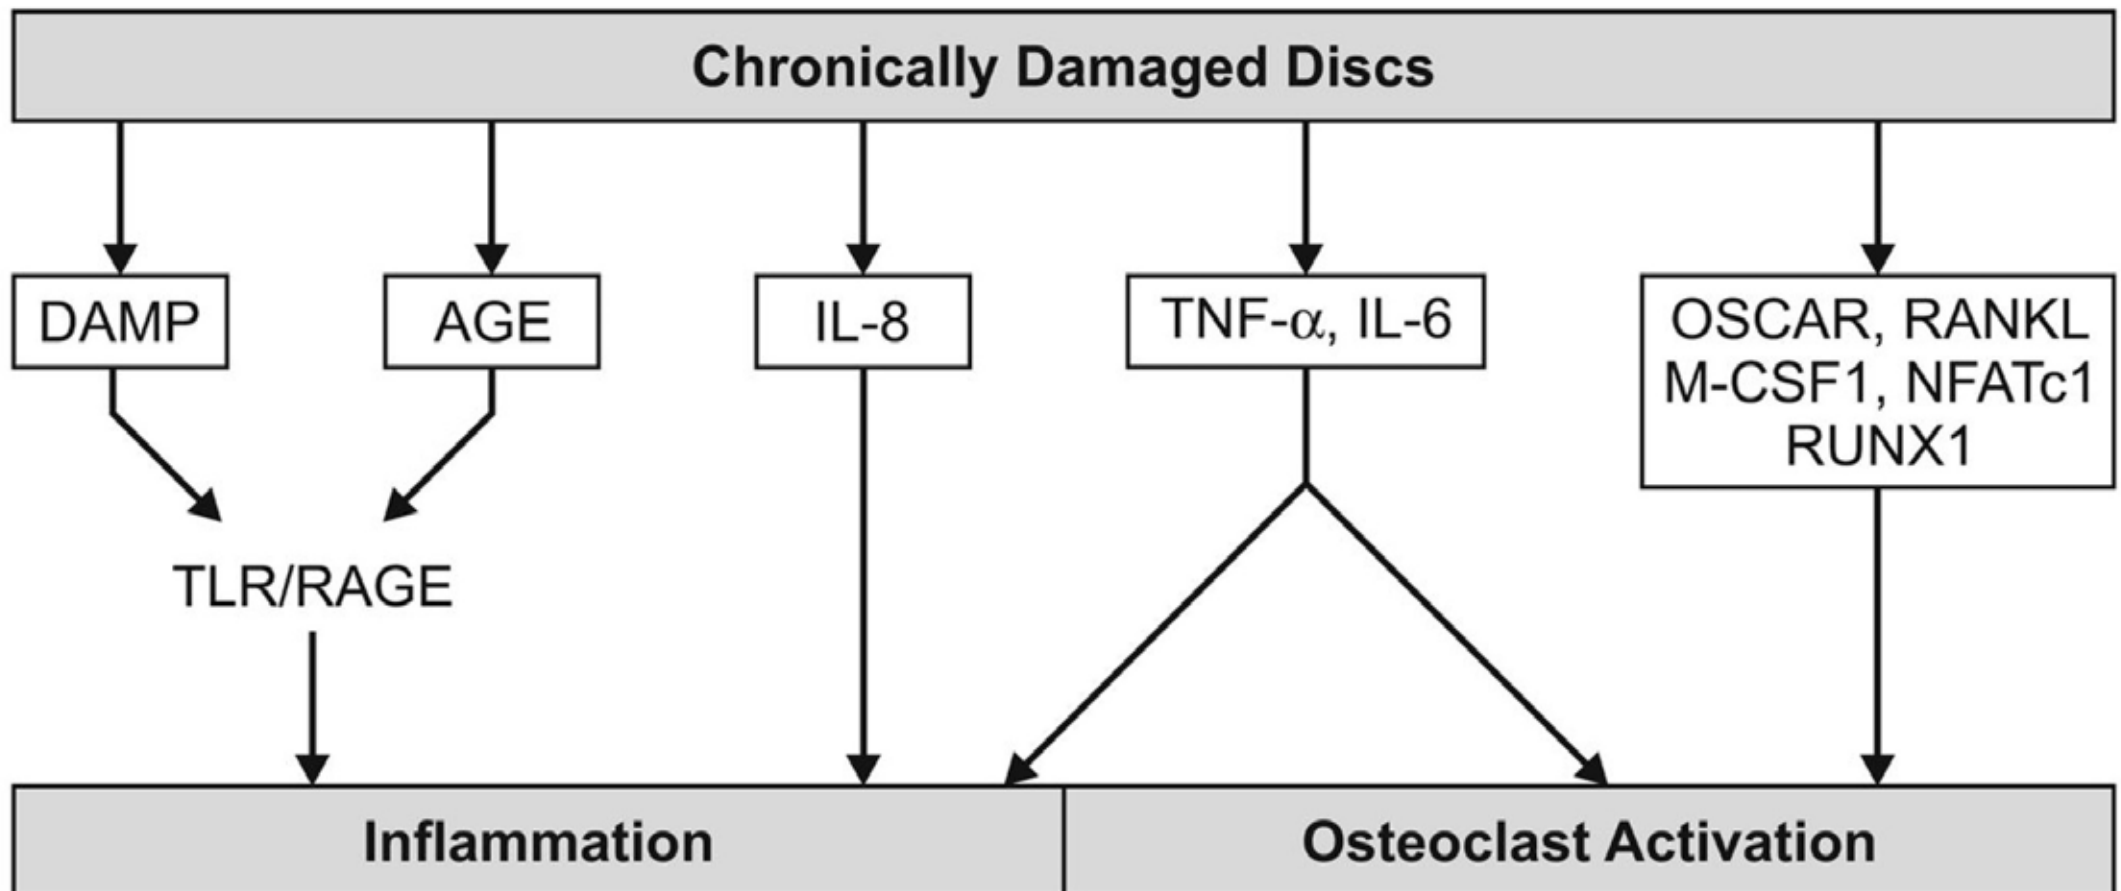 Chronically Damaged Discs
DAMP
AGE
IL-8
TNF-α, IL-6
OSCAR, RANKL
M-CSF1, NFATc1
RUNX1
TLR/RAGE
Inflammation
Osteoclast Activation